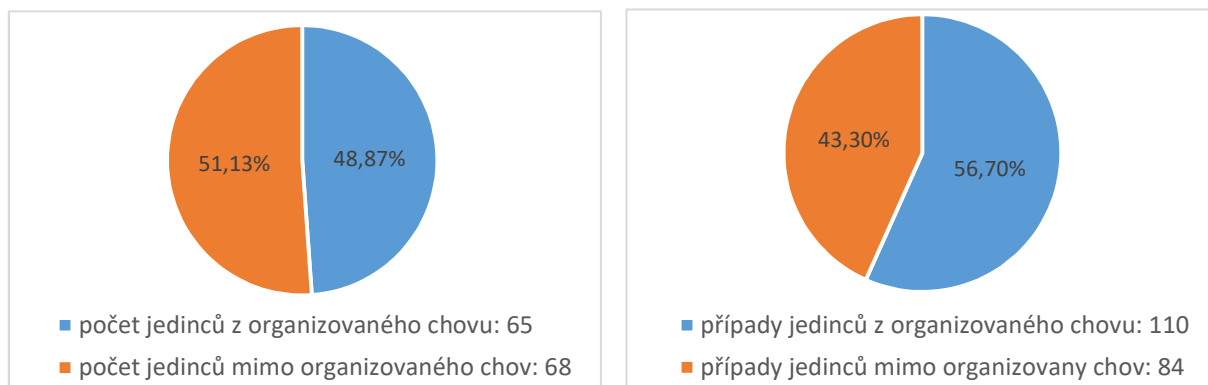 51,13%
48,87%
počet jedinců z organizovaného chovu: 65
počet jedinců mimo organizovaného chov: 68
43,30%
56,70%
případy jedinců z organizovaného chovu: 110
případy jedinců mimo organizovany chov: 84